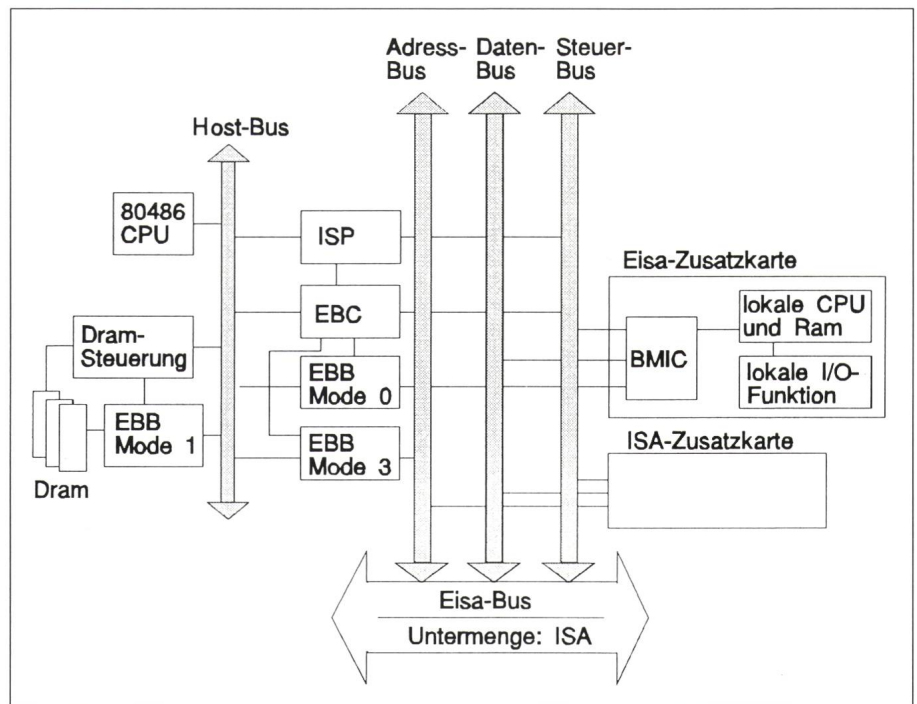 Adress-
Bus
Daten-
Bus
Steuer-
Bus
Host-Bus
80486
CPU
ISP
Eisa-Zusatzkarte
EBC
lokale CPU
und Ram
Dram-
Steuerung
BMIC
EBB
Mode 0
lokale I/O-
Funktion
EBB
Mode 1
EBB
Mode 3
ISA-Zusatzkarte
Dram
Eisa-Bus
Untermenge: ISA